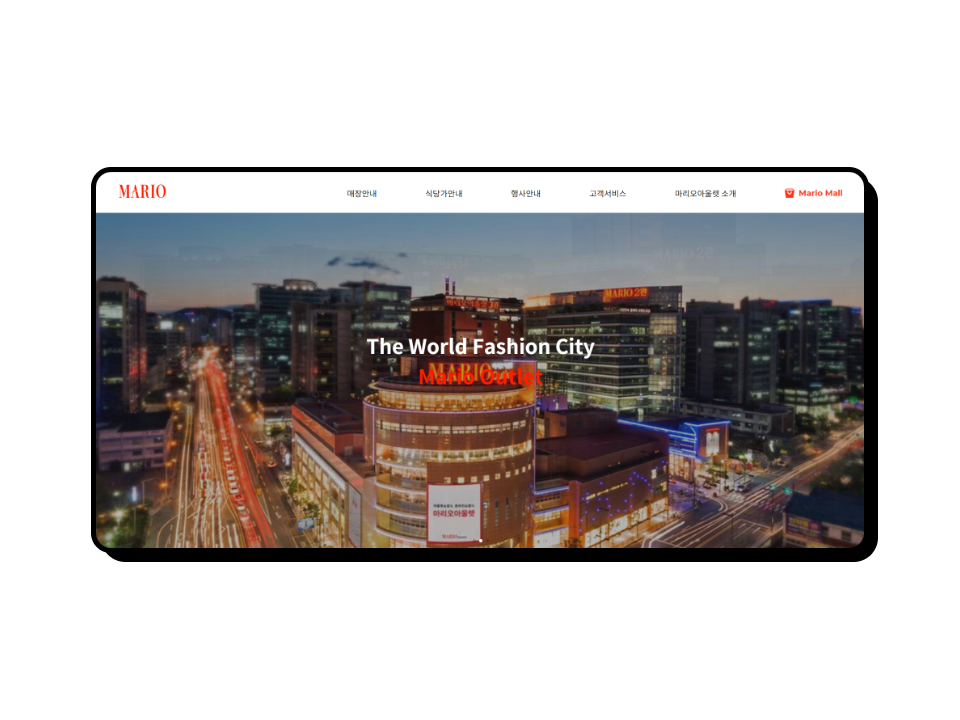 MARIO
매장안내
식당가안내
행사안내
고객서비스
마리오아울렛 소개
Mario Mall
MARIO 2관
The World Fashion City
MARIO
Mario Outlet
마리오아울렛
MARIO